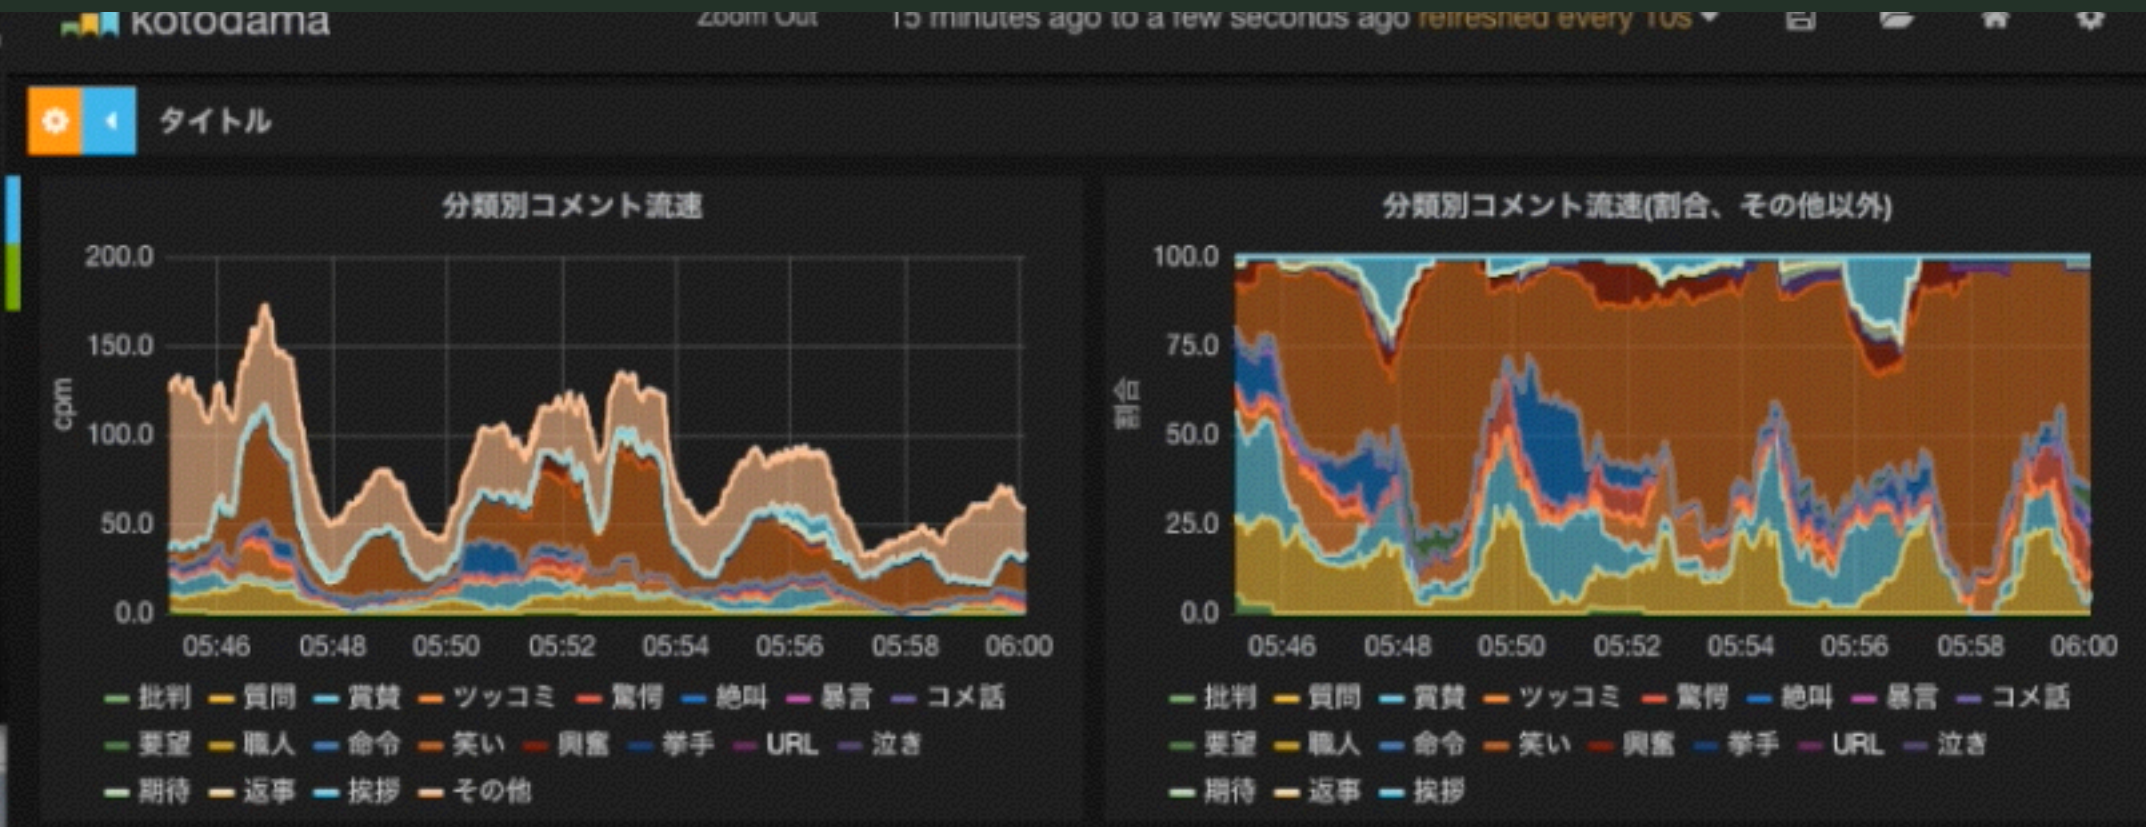 kotodama
Zoom Out 15 minutes ago to a few seconds ago refreshed every 10s
タイトル
分類別コメント流速
200.0
150.0
100.0
50.0
0.0
cpm
05:46 05:48 05:50 05:52 05:54 05:56 05:58 06:00
批判 質問 賞賛 ツッコミ 驚愕 絶叫 暴言 コメ話
要望 職人 命令 笑い 興奮 挙手 URL 泣き
期待 返事 挨拶 その他
分類別コメント流速(割合、その他以外)
100.0
75.0
50.0
25.0
0.0
割合
05:46 05:48 05:50 05:52 05:54 05:56 05:58 06:00
批判 質問 賞賛 ツッコミ 驚愕 絶叫 暴言 コメ話
要望 職人 命令 笑い 興奮 挙手 URL 泣き
期待 返事 挨拶